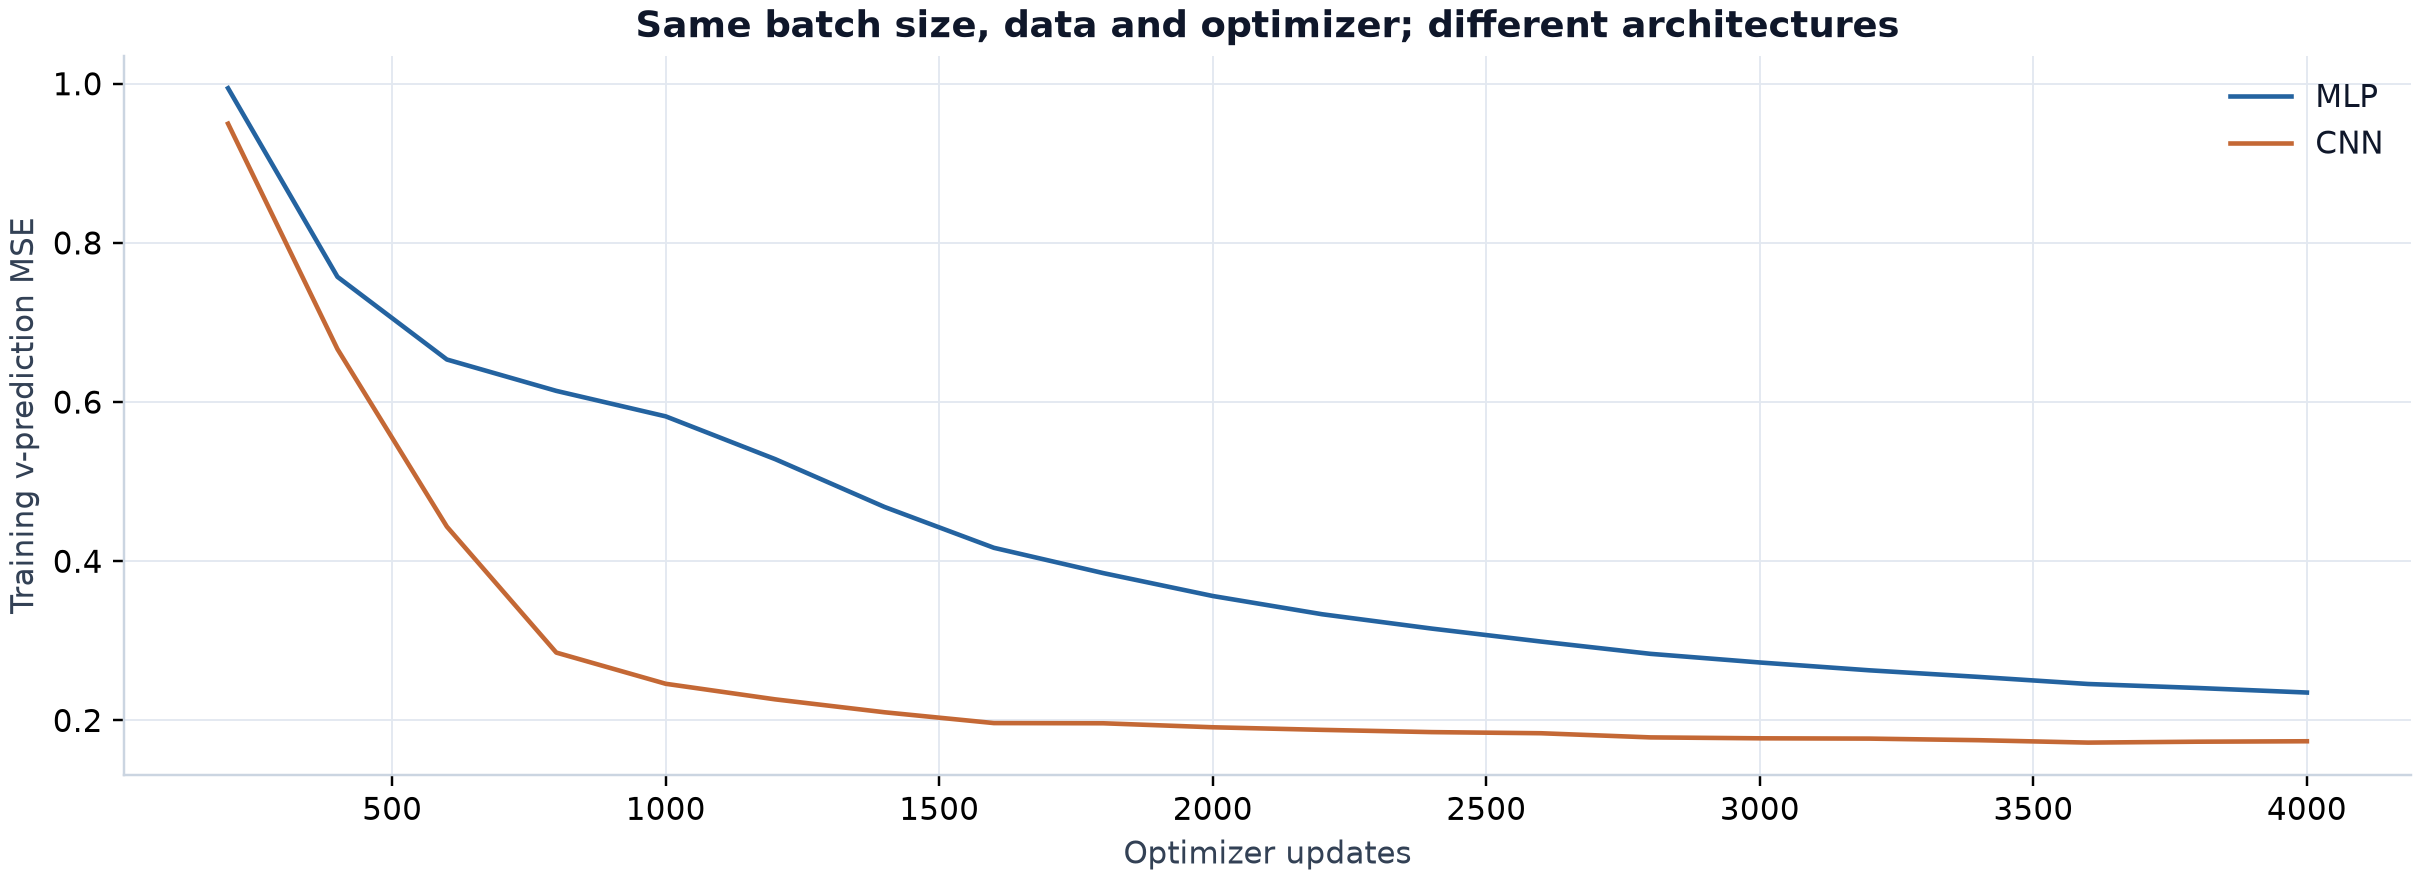 Same batch size, data and optimizer; different architectures
MLP
CNN
Training v-prediction MSE
1.0
0.8
0.6
0.4
0.2
500 1000 1500 2000 2500 3000 3500 4000
Optimizer updates